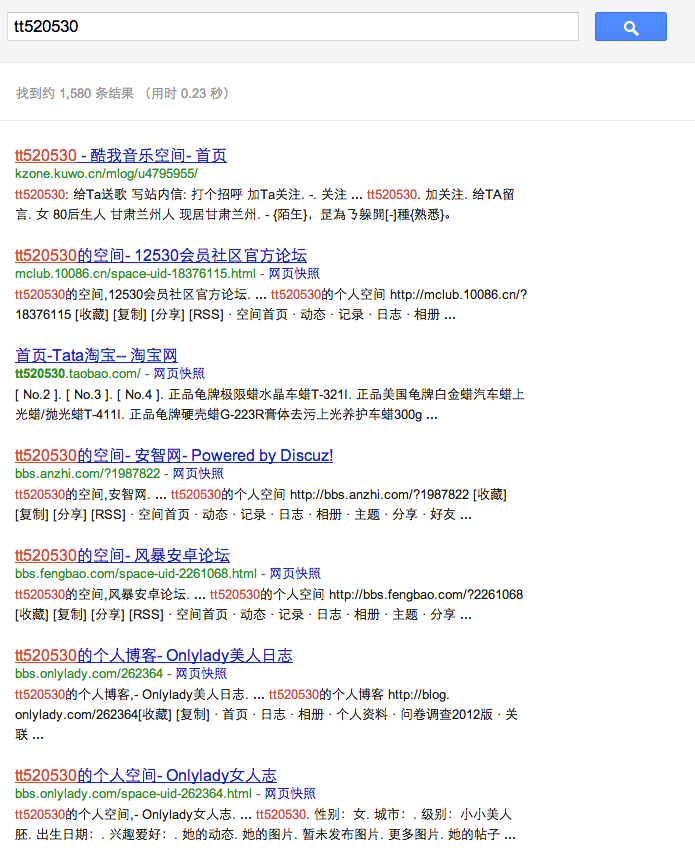 tt520530
找到约 1,580 条结果 （用时 0.23 秒）
tt520530 - 酷我音乐空间- 首页
kzone.kuwo.cn/mlog/u4795955/
tt520530: 给Ta送歌 写站内信: 打个招呼 加Ta关注. -. 关注 ... tt520530. 加关注. 给TA留
言. 女 80后生人 甘肃兰州人 现居甘肃兰州. - {陌年}，昰為
tt520530的空间- 12530会员社区官方论坛
mclub.10086.cn/space-uid-18376115.html - 网页快照
tt520530的空间,12530会员社区官方论坛. ... tt520530的个人空间 http://mclub.10086.cn/?
18376115 [收藏] [复制] [分享] [RSS] · 空间首页 · 动态 · 记录 · 日志 · 相册 ...
首页-Tata淘宝-- 淘宝网
tt520530.taobao.com/ - 网页快照
[ No.2 ]. [ No.3 ]. [ No.4 ]. 正品龟牌极限蜡水晶车蜡T-321l. 正品美国龟牌白金蜡汽车蜡上
光蜡/抛光蜡T-411l. 正品龟牌硬壳蜡G-223R膏体去污上光养护车蜡300g ...
tt520530的空间- 安智网- Powered by Discuz!
bbs.anzhi.com/?1987822 - 网页快照
tt520530的空间,安智网. ... tt520530的个人空间 http://bbs.anzhi.com/?1987822 [收藏]
[复制] [分享] [RSS] · 空间首页 · 动态 · 记录 · 日志 · 相册 · 主题 · 分享 · 好友 ...
tt520530的空间- 风暴安卓论坛
bbs.fengbao.com/space-uid-2261068.html - 网页快照
tt520530的空间,风暴安卓论坛. ... tt520530的个人空间 http://bbs.fengbao.com/?2261068
[收藏] [复制] [分享] [RSS] · 空间首页 · 动态 · 记录 · 日志 · 相册 · 主题 · 分享 ...
tt520530的个人博客- Onlylady美人日志
bbs.onlylady.com/262364 - 网页快照
tt520530的个人博客,- Onlylady美人日志. ... tt520530的个人博客 http://blog.
onlylady.com/262364[收藏] [复制] · 首页 · 日志 · 相册 · 个人资料 · 问卷调查2012版 · 关
联 ...
tt520530的个人空间- Onlylady女人志
bbs.onlylady.com/space-uid-262364.html - 网页快照
tt520530的个人空间,- Onlylady女人志. ... tt520530. 性别：女. 城市：. 级别：小小美人
胚. 出生日期：. 兴趣爱好：. 她的动态. 她的图片. 暂未发布图片. 更多图片. 她的帖子 ...